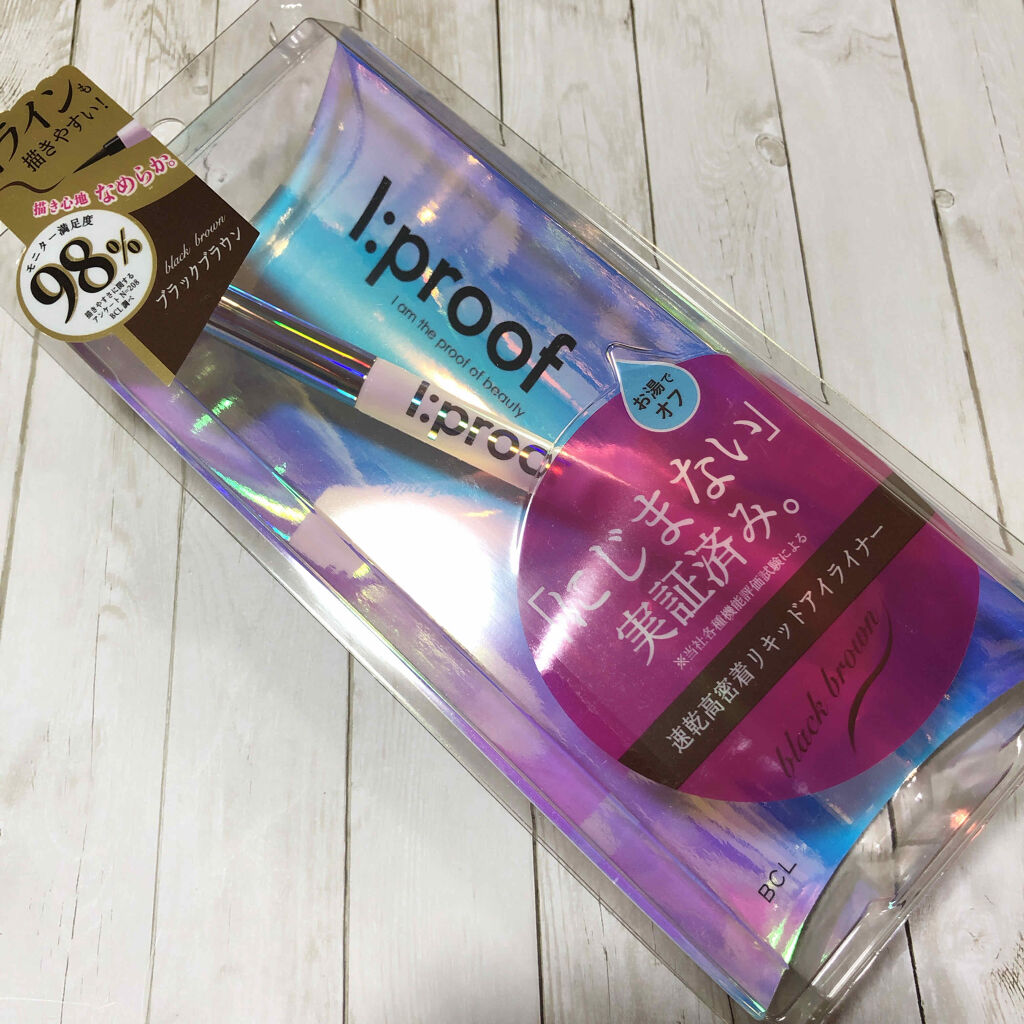 ラインも
描きやすい!
描き心地 なめらか。
モニター満足度
98%
描きやすさに関する
アンケート N=208
BCL調べ
black brown
ブラックブラウン
I:proof
I am the proof of beauty
I:proo
お湯で
オフ
「にじまない」
実証済み。
※当社各種機能評価試験による
速乾高密着リキッドアイライナー
black brown
BCL